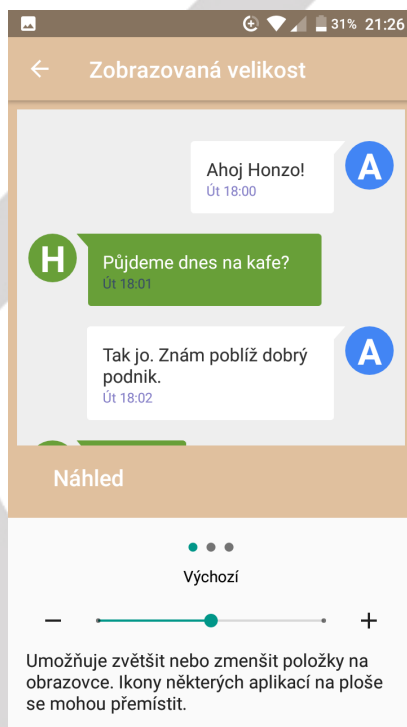 31% 21:26
Zobrazovaná velikost
Ahoj Honzo!
Út 18:00
A
H
Půjdeme dnes na kafe?
Út 18:01
Tak jo. Znám poblíž dobrý
podnik.
Út 18:02
A
Náhled
Výchozí
Umožňuje zvětšit nebo zmenšit položky na
obrazovce. Ikony některých aplikací na ploše
se mohou přemístit.